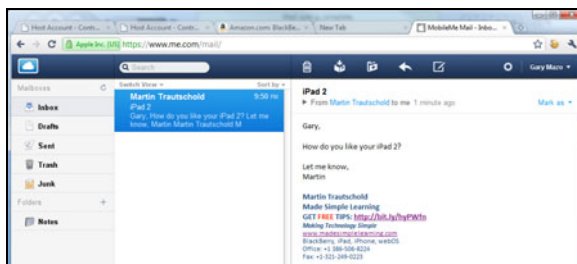 Host Account - Contr...
Host Account - Contr...
Amazon.com: BlackBe...
New Tab
MobileMe Mail - Inbo...
Apple Inc. [US] https://www.me.com/mail/
Search
Gary Mazo
Mailboxes
Switch View
Sort by
Inbox
Drafts
Sent
Trash
Junk
Folders
Notes
Martin Trautschold 9:50 PM
iPad 2
Gary, How do you like your iPad 2? Let me
know, Martin Martin Trautschold M
iPad 2
From Martin Trautschold to me 1 minute ago
Mark as
Gary,
How do you like your iPad 2?
Let me know,
Martin
Martin Trautschold
Made Simple Learning
GET FREE TIPS: http://bit.ly/hyPWfn
Making Technology Simple
www.madesimplelearning.com
BlackBerry, iPad, iPhone, webOS
Office: +1 386-506-8224
Fax: +1-321-249-0223